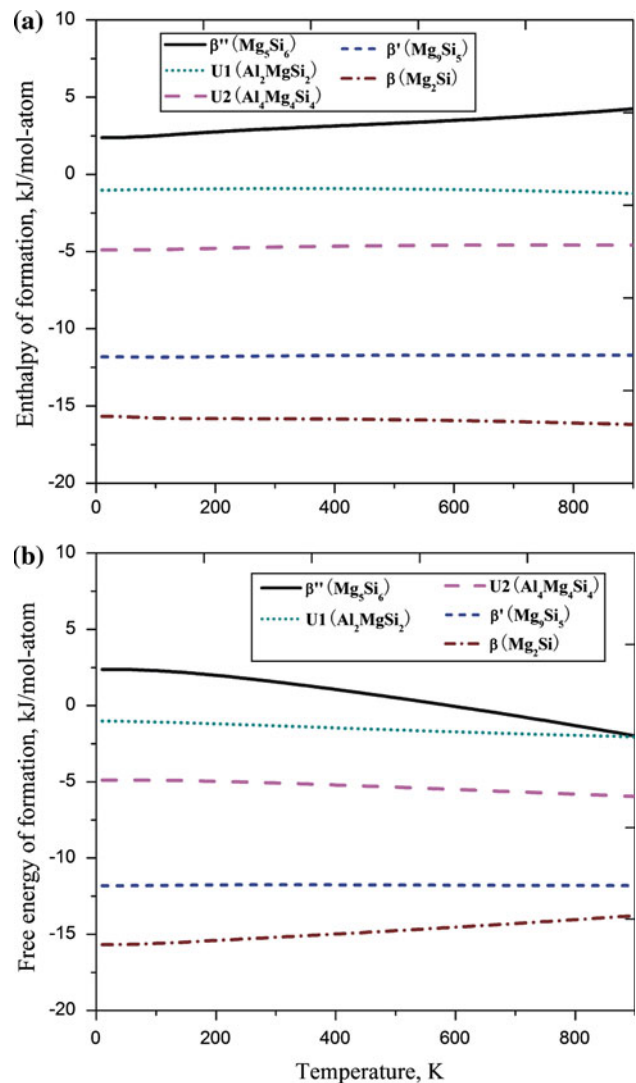 (a)
10
5
0
-5
-10
-15
-20
Enthalpy of formation, kJ/mol-atom
β'' (Mg₅Si₆)
U1 (Al₂MgSi₂)
U2 (Al₄Mg₄Si₄)
β' (Mg₉Si₅)
β (Mg₂Si)
0 200 400 600 800
(b)
10
5
0
-5
-10
-15
-20
Free energy of formation, kJ/mol-atom
β'' (Mg₅Si₆)
U1 (Al₂MgSi₂)
U2 (Al₄Mg₄Si₄)
β' (Mg₉Si₅)
β (Mg₂Si)
0 200 400 600 800
Temperature, K